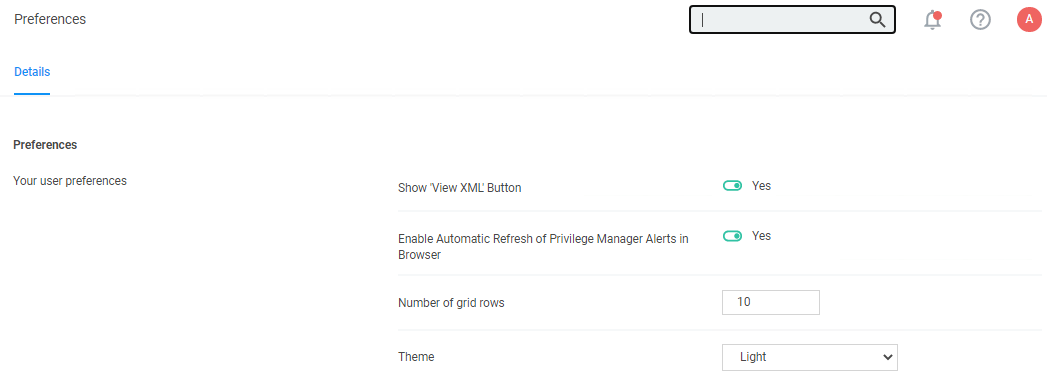 Preferences
A
Details
Preferences
Your user preferences
Show 'View XML' Button
Yes
Enable Automatic Refresh of Privilege Manager Alerts in
Browser
Yes
Number of grid rows
10
Theme
Light